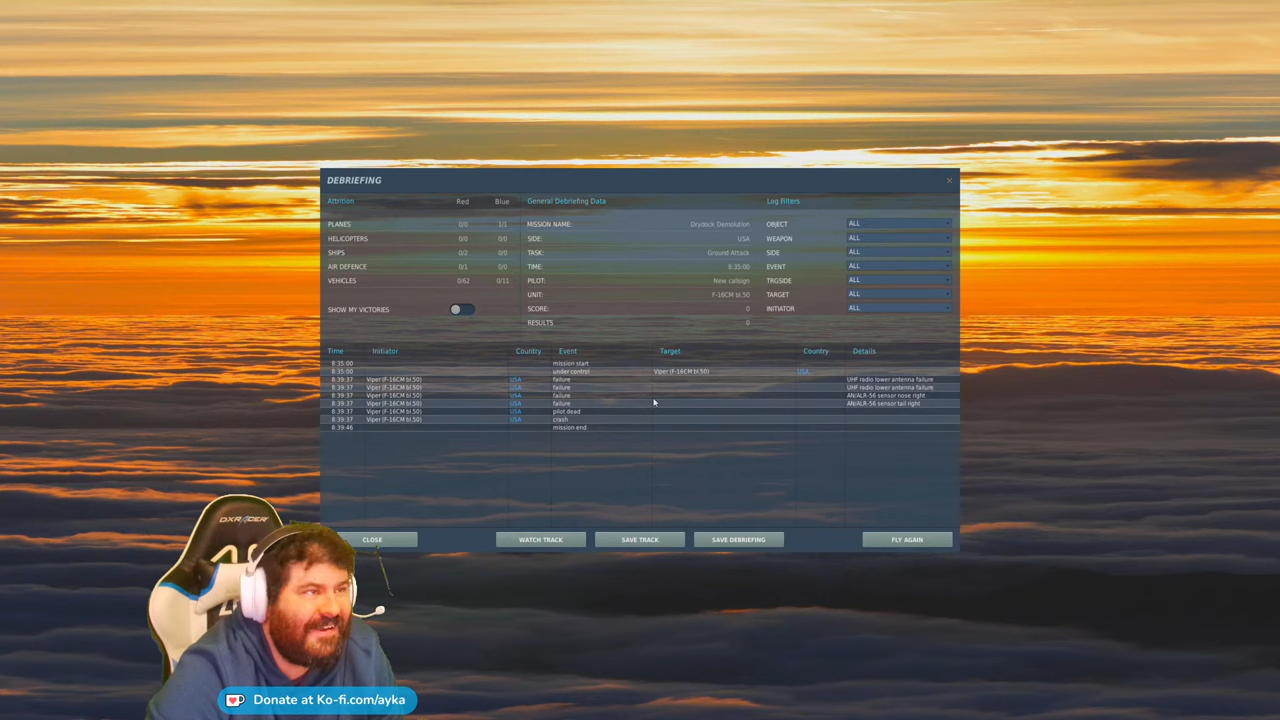 DEBRIEFING
Attrition Red Blue
PLANES 0/0 1/1
HELICOPTERS 0/0 0/0
SHIPS 0/2 0/0
AIR DEFENCE 0/1 0/0
VEHICLES 0/62 0/11
SHOW MY VICTORIES
General Debriefing Data
MISSION NAME: Drydock Demolution
SIDE: USA
TASK: Ground Attack
TIME: 8:35:00
PILOT: New callsign
UNIT: F-16CM bl.50
SCORE: 0
RESULTS 0
Log Filters
OBJECT ALL
WEAPON ALL
SIDE ALL
EVENT ALL
TRGSIDE ALL
TARGET ALL
INITIATOR ALL
Time Initiator Country Event Target Country Details
8:35:00 mission start
8:35:00 under control Viper (F-16CM bl.50) USA
8:39:37 Viper (F-16CM bl.50) USA failure UHF radio lower antenna failure
8:39:37 Viper (F-16CM bl.50) USA failure UHF radio lower antenna failure
8:39:37 Viper (F-16CM bl.50) USA failure AN/ALR-56 sensor nose right
8:39:37 Viper (F-16CM bl.50) USA failure AN/ALR-56 sensor tail right
8:39:37 Viper (F-16CM bl.50) USA pilot dead
8:39:37 Viper (F-16CM bl.50) USA crash
8:39:46 mission end
CLOSE WATCH TRACK SAVE TRACK SAVE DEBRIEFING FLY AGAIN
DXRACER
Donate at Ko-fi.com/ayka